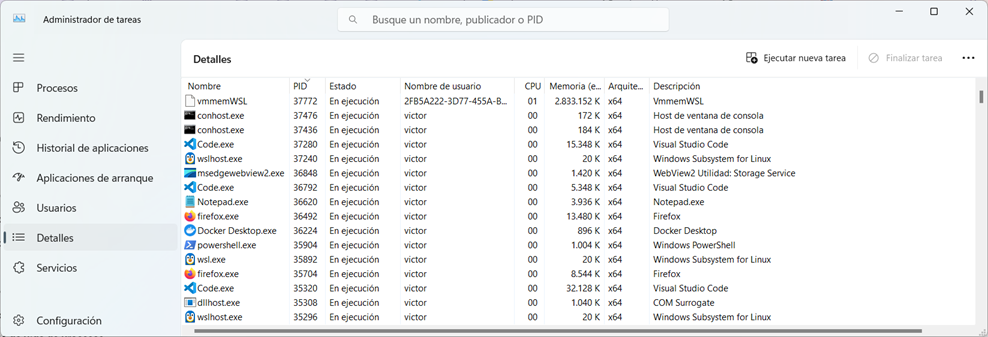 Administrador de tareas
Busque un nombre, publicador o PID
Procesos
Rendimiento
Historial de aplicaciones
Aplicaciones de arranque
Usuarios
Detalles
Servicios
Configuración
Detalles
Ejecutar nueva tarea
Finalizar tarea
Nombre PID Estado Nombre de usuario CPU Memoria (e... Arquite... Descripción
vmmemWSL 37772 En ejecución 2FB5A222-3D77-455A-B... 01 2.833.152 K x64 VmmemWSL
conhost.exe 37476 En ejecución victor 00 172 K x64 Host de ventana de consola
conhost.exe 37436 En ejecución victor 00 184 K x64 Host de ventana de consola
Code.exe 37280 En ejecución victor 00 15.348 K x64 Visual Studio Code
wslhost.exe 37240 En ejecución victor 00 20 K x64 Windows Subsystem for Linux
msedgewebview2.exe 36848 En ejecución victor 00 1.420 K x64 WebView2 Utilidad: Storage Service
Code.exe 36792 En ejecución victor 00 5.348 K x64 Visual Studio Code
Notepad.exe 36620 En ejecución victor 00 3.936 K x64 Notepad.exe
firefox.exe 36492 En ejecución victor 00 13.480 K x64 Firefox
Docker Desktop.exe 36224 En ejecución victor 00 896 K x64 Docker Desktop
powershell.exe 35904 En ejecución victor 00 1.004 K x64 Windows PowerShell
wsl.exe 35892 En ejecución victor 00 20 K x64 Windows Subsystem for Linux
firefox.exe 35704 En ejecución victor 00 8.544 K x64 Firefox
Code.exe 35320 En ejecución victor 00 32.128 K x64 Visual Studio Code
dllhost.exe 35308 En ejecución victor 00 1.040 K x64 COM Surrogate
wslhost.exe 35296 En ejecución victor 00 20 K x64 Windows Subsystem for Linux